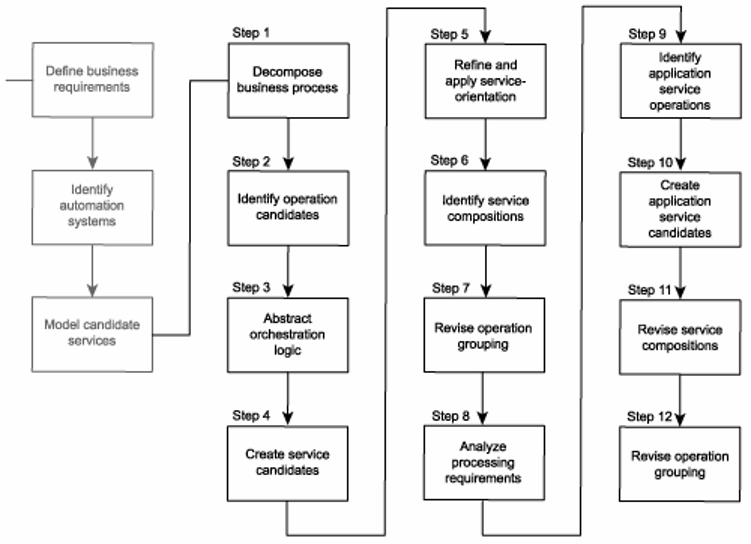 Define business
requirements
Identify
automation
systems
Model candidate
services
Step 1
Decompose
business process
Step 2
Identify operation
candidates
Step 3
Abstract
orchestration
logic
Step 4
Create service
candidates
Step 5
Refine and
apply service-
orientation
Step 6
Identify service
compositions
Step 7
Revise operation
grouping
Step 8
Analyze
processing
requirements
Step 9
Identify
application
service
operations
Step 10
Create
application
service
candidates
Step 11
Revise service
compositions
Step 12
Revise operation
grouping